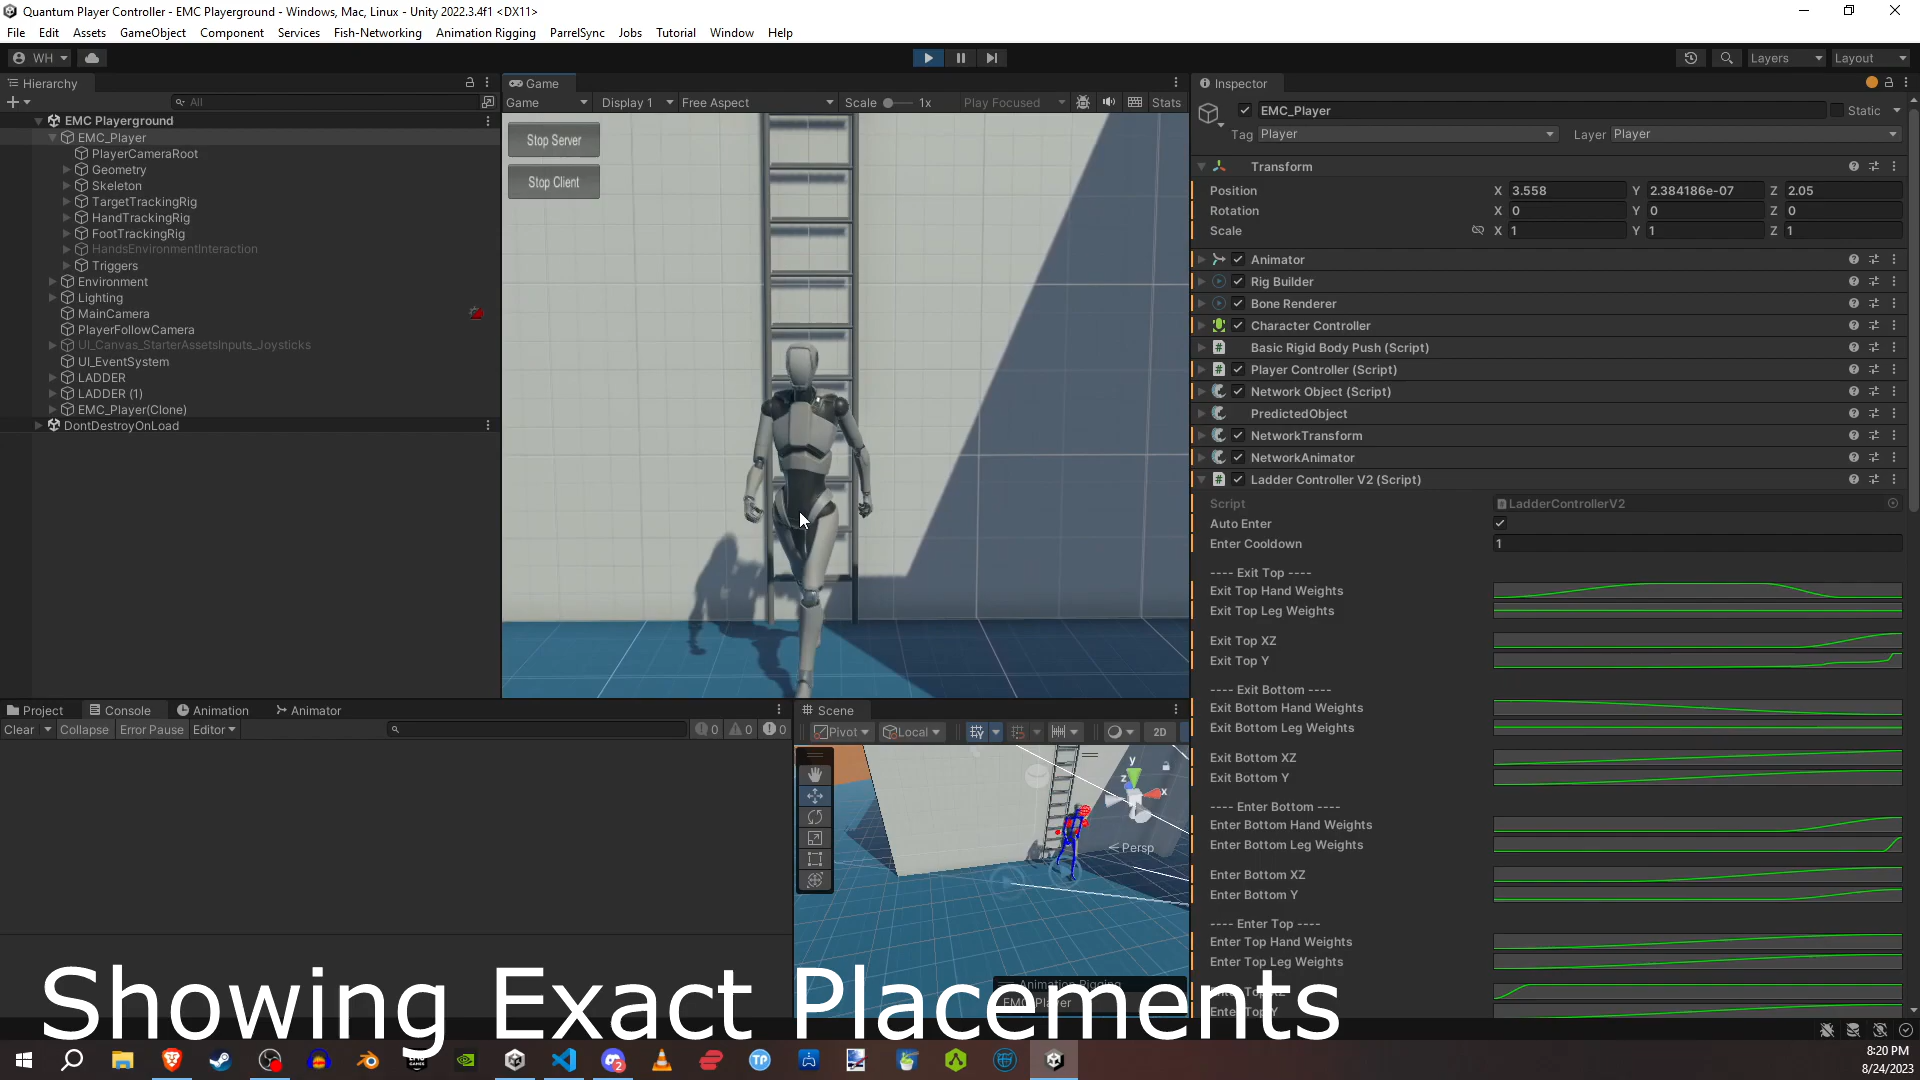 Quantum Player Controller - EMC Playerground - Windows, Mac, Linux - Unity 2022.3.4f1 <DX11>
File Edit Assets GameObject Component Services Fish-Networking Animation Rigging ParrelSync Jobs Tutorial Window Help
WH Layers Layout
Hierarchy
All
EMC Playerground
EMC_Player
PlayerCameraRoot
Geometry
Skeleton
TargetTrackingRig
HandTrackingRig
FootTrackingRig
HandsEnvironmentInteraction
Triggers
Environment
Lighting
MainCamera
PlayerFollowCamera
UI_Canvas_StarterAssetsInputs_Joysticks
UI_EventSystem
LADDER
LADDER (1)
EMC_Player(Clone)
DontDestroyOnLoad
Game
Game Display 1 Free Aspect Scale 1x Play Focused Stats
Stop Server
Stop Client
Inspector
EMC_Player Static
Tag Player Layer Player
Transform
Position X 3.558 Y 2.384186e-07 Z 2.05
Rotation X 0 Y 0 Z 0
Scale X 1 Y 1 Z 1
Animator
Rig Builder
Bone Renderer
Character Controller
Basic Rigid Body Push (Script)
Player Controller (Script)
Network Object (Script)
PredictedObject
NetworkTransform
NetworkAnimator
Ladder Controller V2 (Script)
Script LadderControllerV2
Auto Enter
Enter Cooldown 1
---- Exit Top ----
Exit Top Hand Weights
Exit Top Leg Weights
Exit Top XZ
Exit Top Y
---- Exit Bottom ----
Exit Bottom Hand Weights
Exit Bottom Leg Weights
Exit Bottom XZ
Exit Bottom Y
---- Enter Bottom ----
Enter Bottom Hand Weights
Enter Bottom Leg Weights
Enter Bottom XZ
Enter Bottom Y
---- Enter Top ----
Enter Top Hand Weights
Enter Top Leg Weights
Project Console Animation Animator
Clear Collapse Error Pause Editor 0 0 0
Scene
Pivot Local 2D
y
z x
Persp
Animation Rigging
EMC_Player
Showing Exact Placements
8:20 PM
8/24/2023